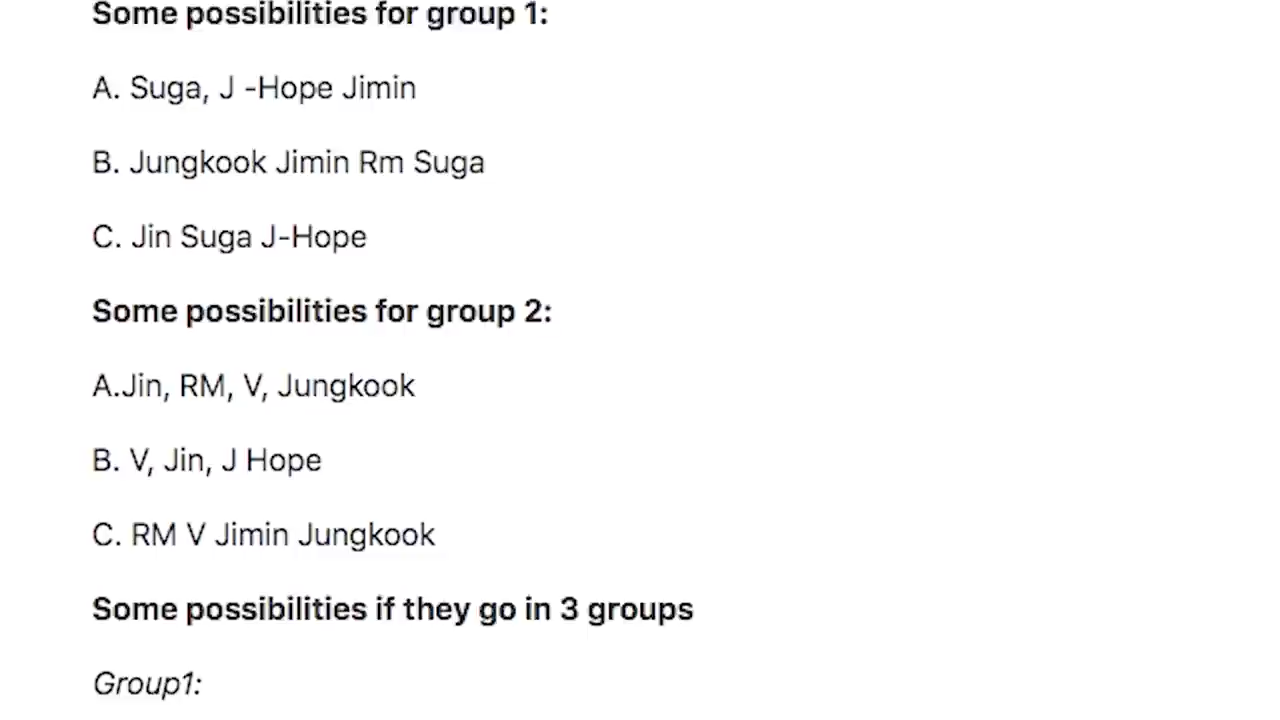 Some possibilities for group 1:
A. Suga, J -Hope Jimin
B. Jungkook Jimin Rm Suga
C. Jin Suga J-Hope
Some possibilities for group 2:
A.Jin, RM, V, Jungkook
B. V, Jin, J Hope
C. RM V Jimin Jungkook
Some possibilities if they go in 3 groups
Group1: